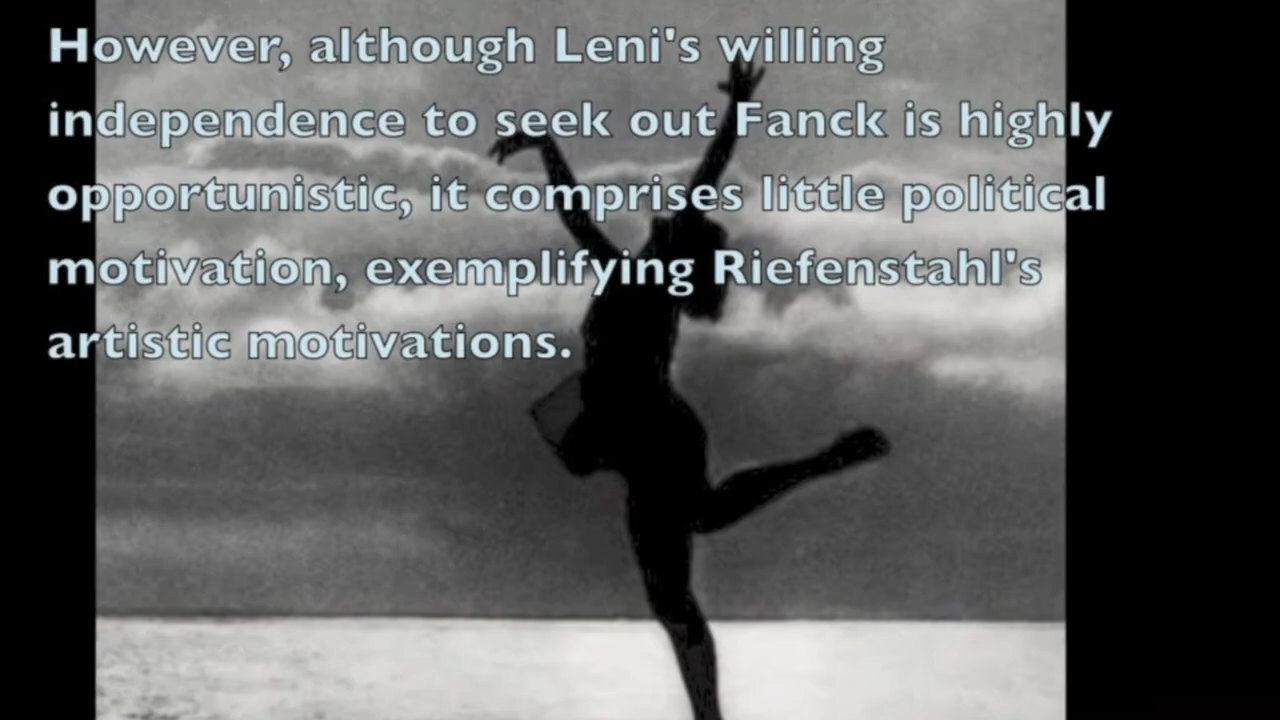 However, although Leni's willing
independence to seek out Fanck is highly
opportunistic, it comprises little political
motivation, exemplifying Riefenstahl's
artistic motivations.